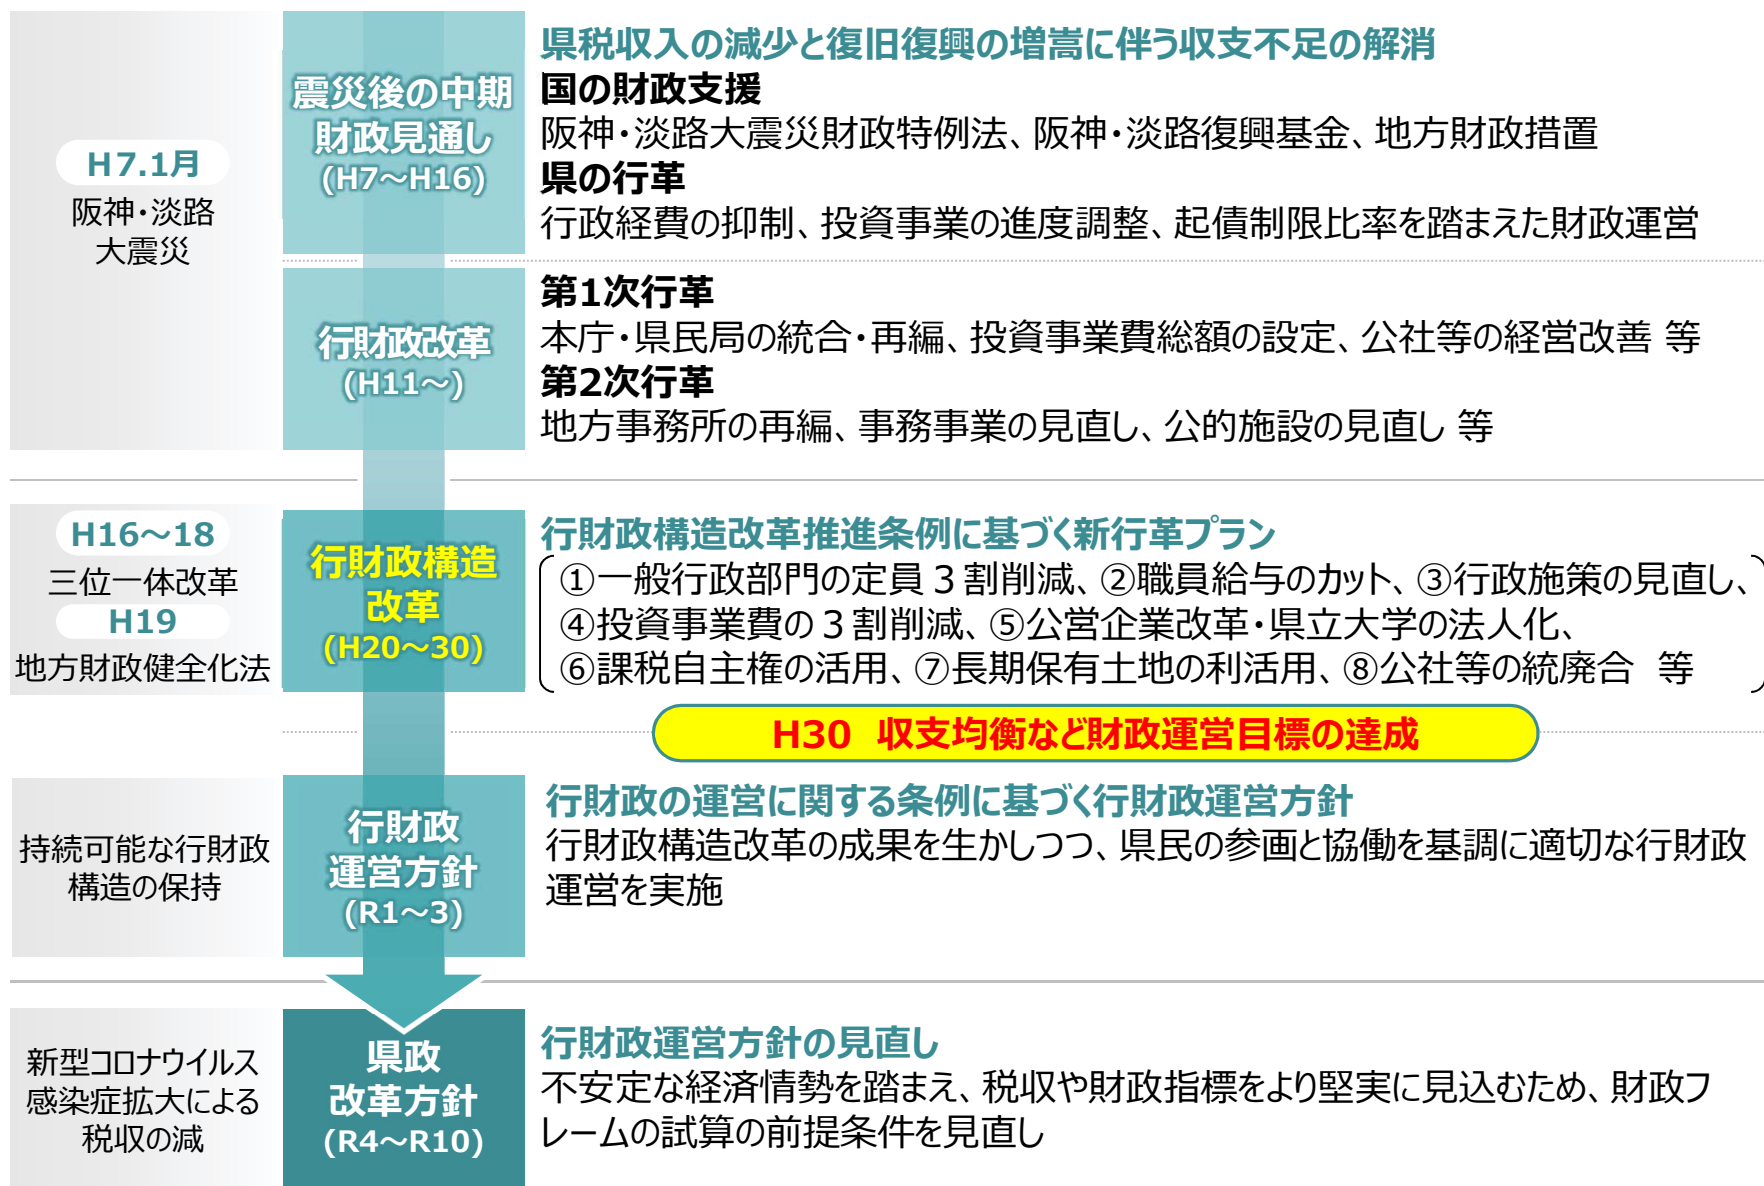 H7.1月
阪神・淡路
大震災
震災後の中期
財政見通し
(H7～H16)
県税収入の減少と復旧復興の増嵩に伴う収支不足の解消
国の財政支援
阪神・淡路大震災財政特例法、阪神・淡路復興基金、地方財政措置
県の行革
行政経費の抑制、投資事業の進度調整、起債制限比率を踏まえた財政運営
行財政改革
(H11～)
第1次行革
本庁・県民局の統合・再編、投資事業費総額の設定、公社等の経営改善 等
第2次行革
地方事務所の再編、事務事業の見直し、公的施設の見直し 等
H16～18
三位一体改革
H19
地方財政健全化法
行財政構造
改革
(H20～30)
行財政構造改革推進条例に基づく新行革プラン
①一般行政部門の定員３割削減、②職員給与のカット、③行政施策の見直し、
④投資事業費の３割削減、⑤公営企業改革・県立大学の法人化、
⑥課税自主権の活用、⑦長期保有土地の利活用、⑧公社等の統廃合　等
H30 収支均衡など財政運営目標の達成
持続可能な行財政
構造の保持
行財政
運営方針
(R1～3)
行財政の運営に関する条例に基づく行財政運営方針
行財政構造改革の成果を生かしつつ、県民の参画と協働を基調に適切な行財政
運営を実施
新型コロナウイルス
感染症拡大による
税収の減
県政
改革方針
(R4～R10)
行財政運営方針の見直し
不安定な経済情勢を踏まえ、税収や財政指標をより堅実に見込むため、財政フ
レームの試算の前提条件を見直し